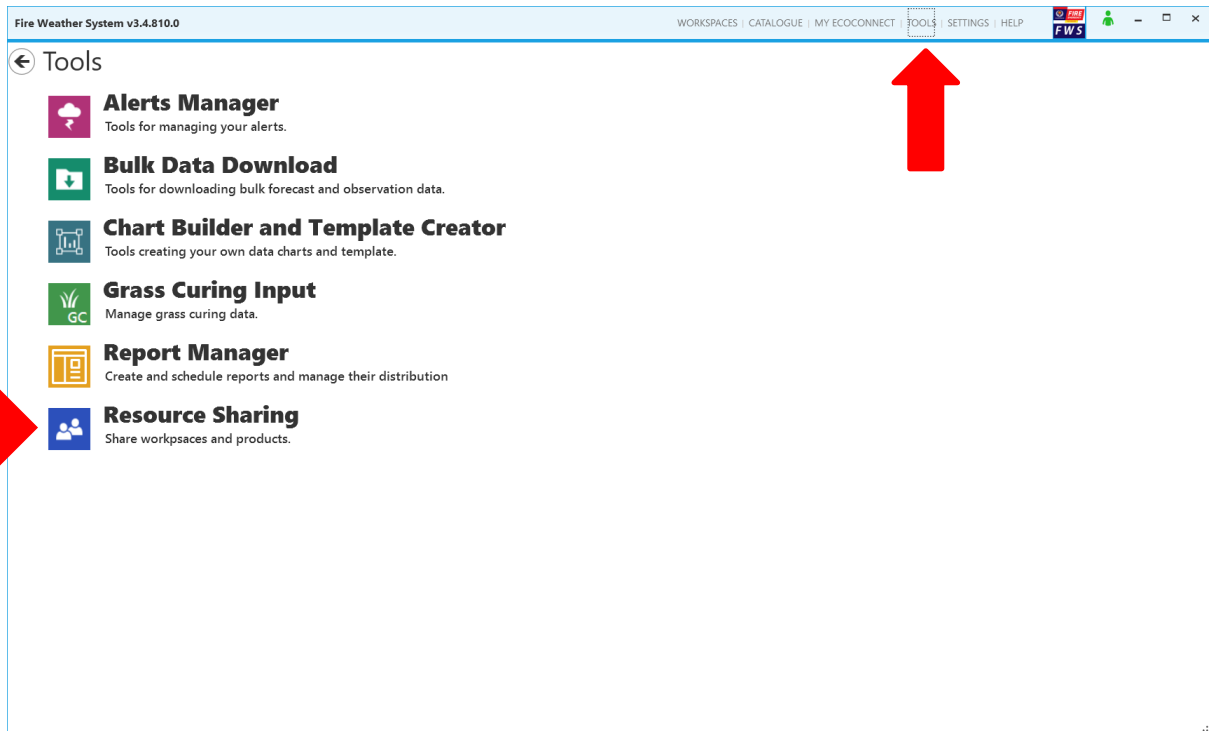 Fire Weather System v3.4.810.0
WORKSPACES | CATALOGUE | MY ECOCONNECT | TOOLS | SETTINGS | HELP
FIRE
FWS
Tools
Alerts Manager
Tools for managing your alerts.
Bulk Data Download
Tools for downloading bulk forecast and observation data.
Chart Builder and Template Creator
Tools creating your own data charts and template.
GC
Grass Curing Input
Manage grass curing data.
Report Manager
Create and schedule reports and manage their distribution
Resource Sharing
Share workpsaces and products.